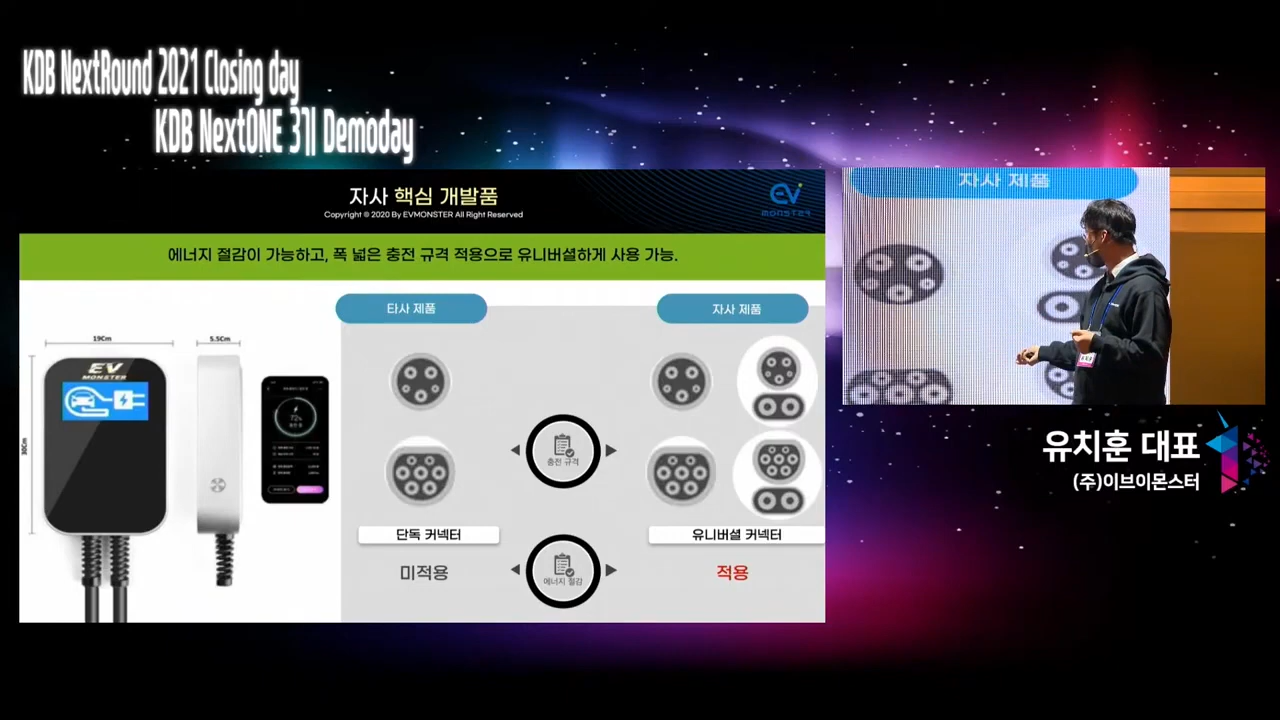 KDB NextRound 2021 Closing day
KDB NextONE 3기 Demoday
자사 핵심 개발품
Copyright © 2020 By EVMONSTER All Right Reserved
EV
MONSTER
에너지 절감이 가능하고, 폭 넓은 충전 규격 적용으로 유니버셜하게 사용 가능.
타사 제품
자사 제품
19Cm
5.5Cm
30Cm
EV
MONSTER
72%
충전 규격
단독 커넥터
유니버셜 커넥터
미적용
에너지 절감
적용
자사 제품
유치훈 대표
(주)이브이몬스터